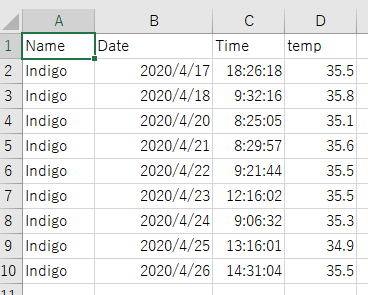 A B C D
1 Name Date Time temp
2 Indigo 2020/4/17 18:26:18 35.5
3 Indigo 2020/4/18 9:32:16 35.8
4 Indigo 2020/4/20 8:25:05 35.1
5 Indigo 2020/4/21 8:29:57 35.6
6 Indigo 2020/4/22 9:21:44 35.5
7 Indigo 2020/4/23 12:16:02 35.5
8 Indigo 2020/4/24 9:06:32 35.3
9 Indigo 2020/4/25 13:16:01 34.9
10 Indigo 2020/4/26 14:31:04 35.5
11